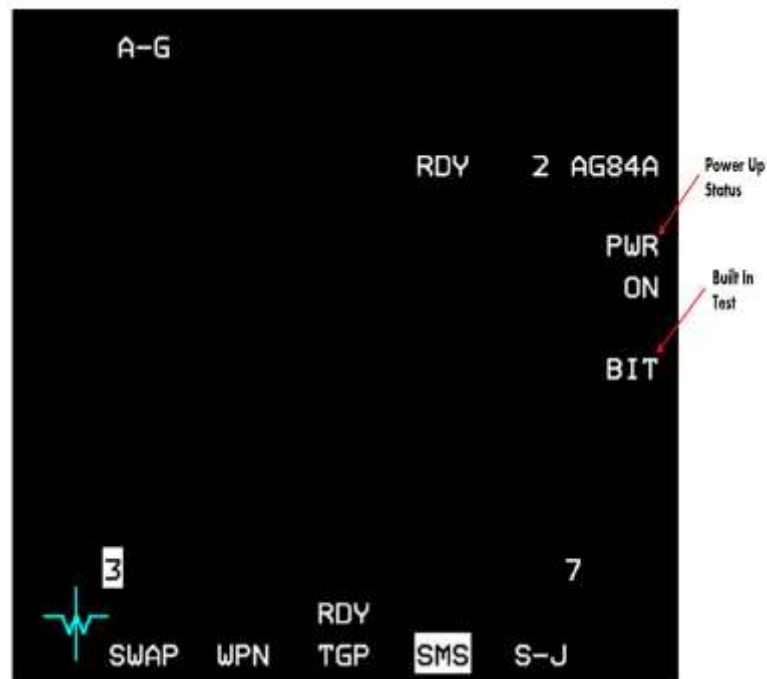 A-G
RDY 2 AG84A
Power Up
Status
PWR
ON
Built In
Test
BIT
3 7
RDY
SWAP WPN TGP SMS S-J